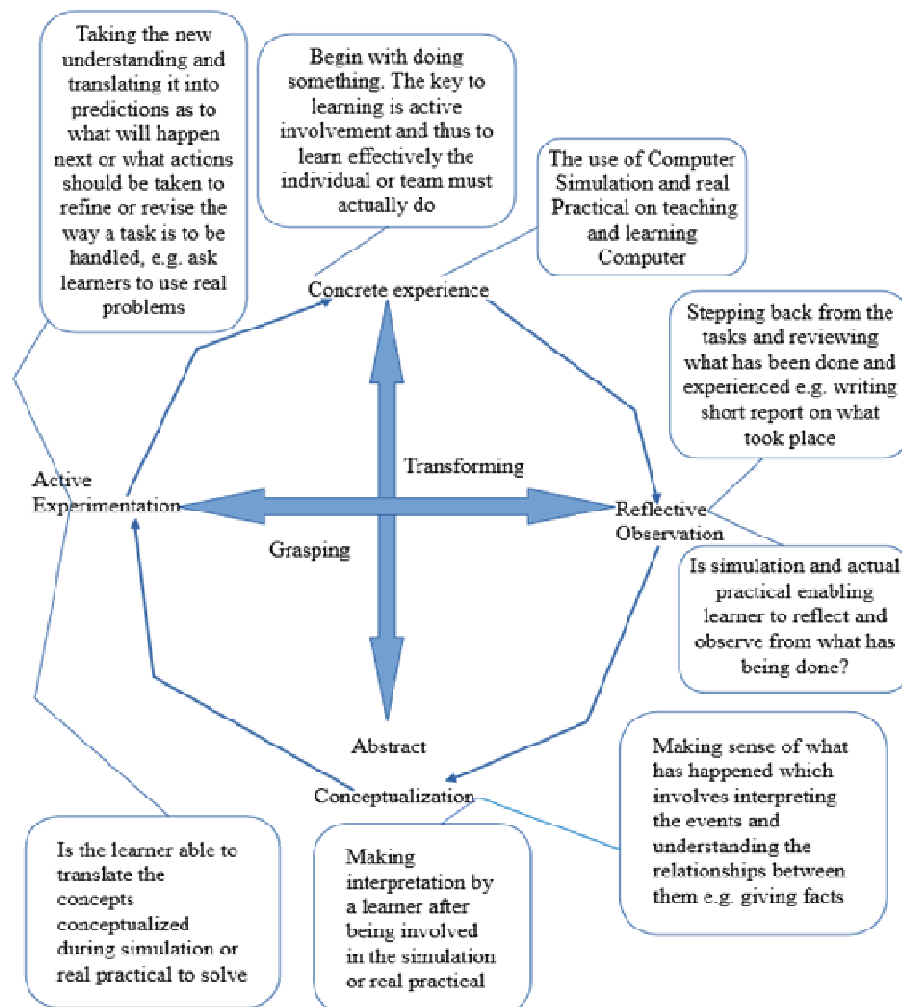 Taking the new
understanding and
translating it into
predictions as to
what will happen
next or what actions
should be taken to
refine or revise the
way a task is to be
handled, e.g. ask
learners to use real
problems
Begin with doing
something. The key to
learning is active
involvement and thus to
learn effectively the
individual or team must
actually do
The use of Computer
Simulation and real
Practical on teaching
and learning
Computer
Concrete experience
Stepping back from the
tasks and reviewing
what has been done and
experienced e.g. writing
short report on what
took place
Transforming
Active
Experimentation
Reflective
Observation
Grasping
Is simulation and actual
practical enabling
learner to reflect and
observe from what has
being done?
Abstract
Conceptualization
Making sense of what
has happened which
involves interpreting
the events and
understanding the
relationships between
them e.g. giving facts
Is the learner able to
translate the
concepts
conceptualized
during simulation or
real practical to solve
Making
interpretation by
a learner after
being involved
in the simulation
or real practical